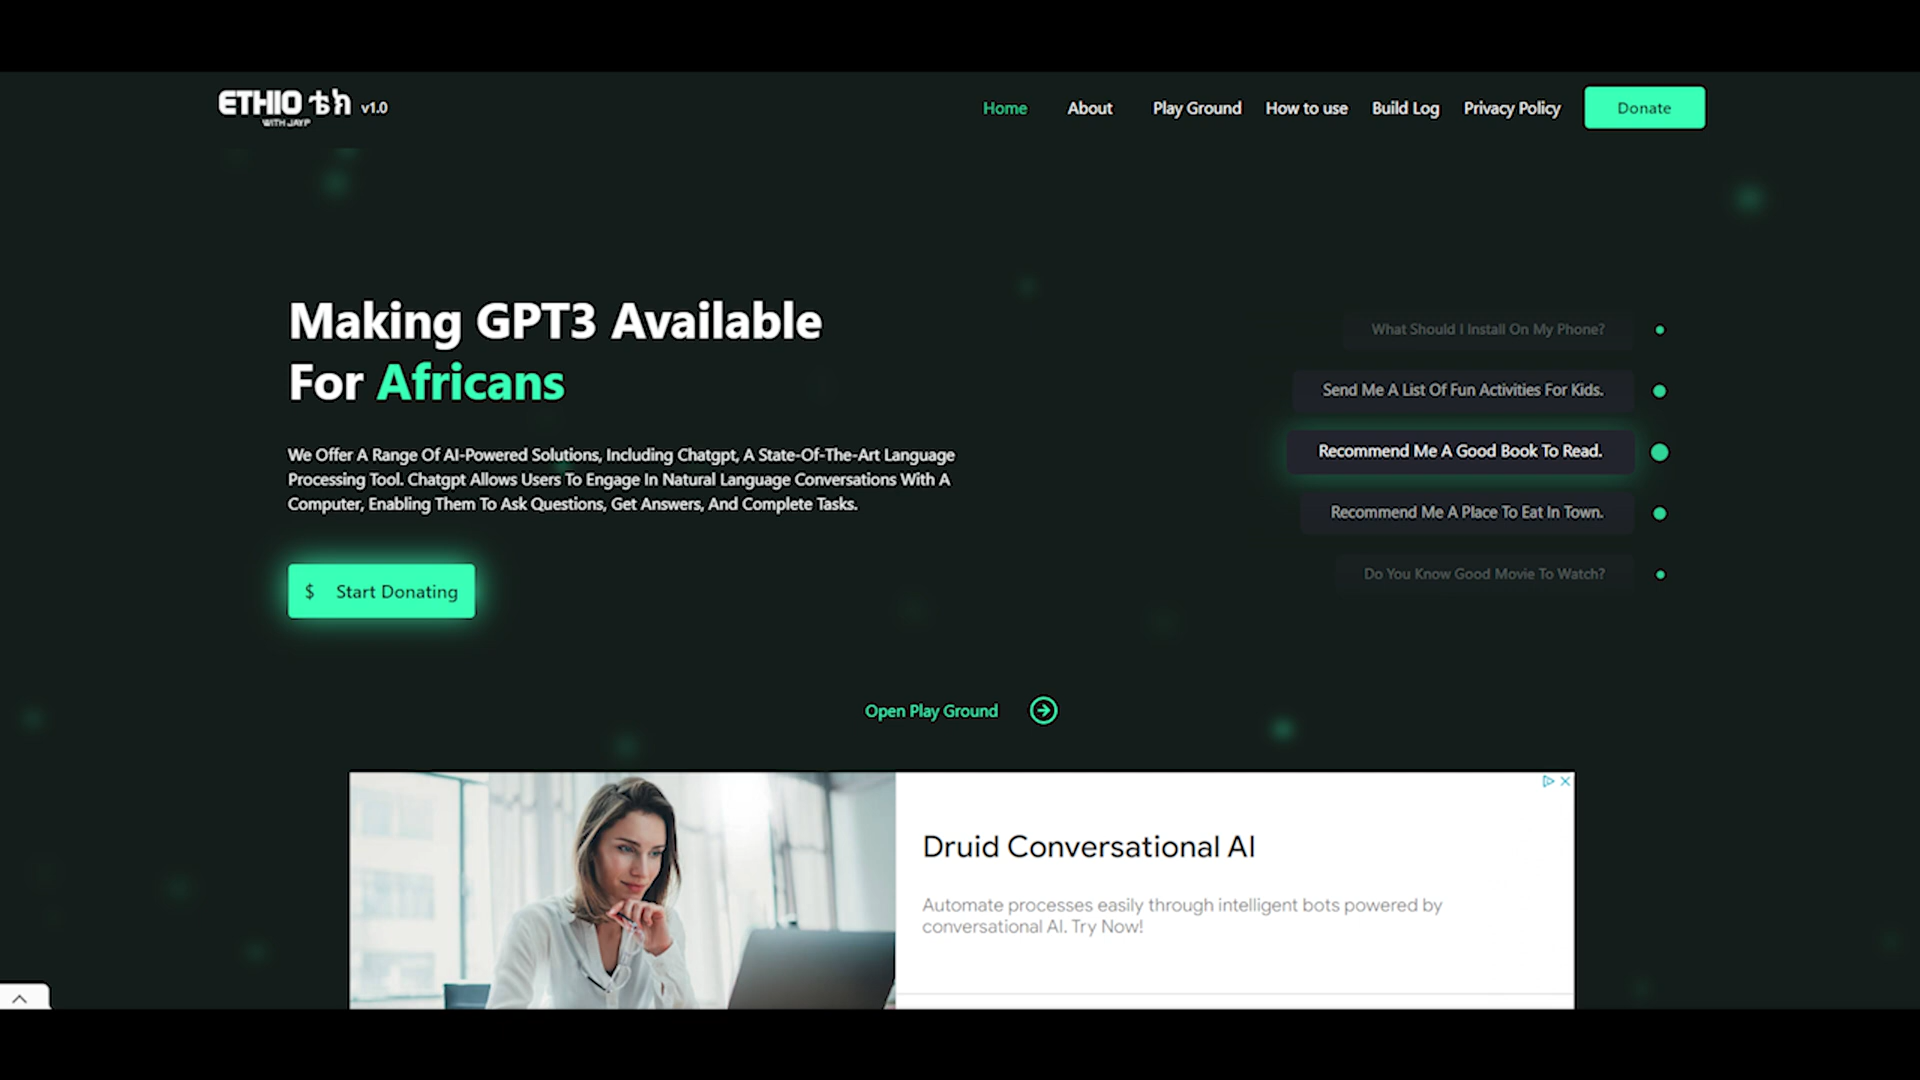 ETHIO ቴክ v1.0
WITH JAYP
Home About Play Ground How to use Build Log Privacy Policy Donate
Making GPT3 Available
For Africans
We Offer A Range Of AI-Powered Solutions, Including Chatgpt, A State-Of-The-Art Language
Processing Tool. Chatgpt Allows Users To Engage In Natural Language Conversations With A
Computer, Enabling Them To Ask Questions, Get Answers, And Complete Tasks.
$ Start Donating
What Should I Install On My Phone?
Send Me A List Of Fun Activities For Kids.
Recommend Me A Good Book To Read.
Recommend Me A Place To Eat In Town.
Do You Know Good Movie To Watch?
Open Play Ground
Druid Conversational AI
Automate processes easily through intelligent bots powered by
conversational AI. Try Now!